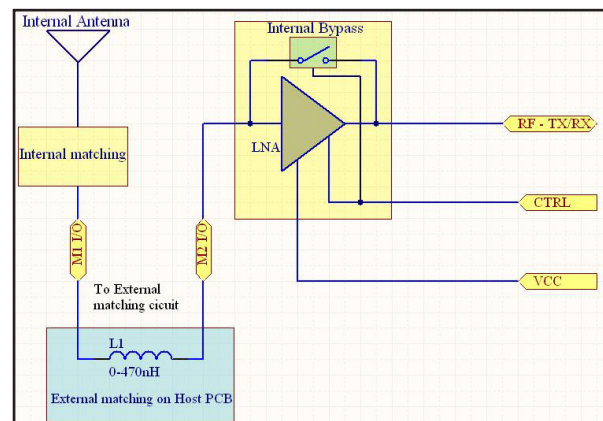 Internal Antenna
Internal Bypass
LNA
RF - TX/RX
Internal matching
CTRL
M1 I/O
M2 I/O
VCC
To External
matching cicuit
L1
0-470nH
External matching on Host PCB